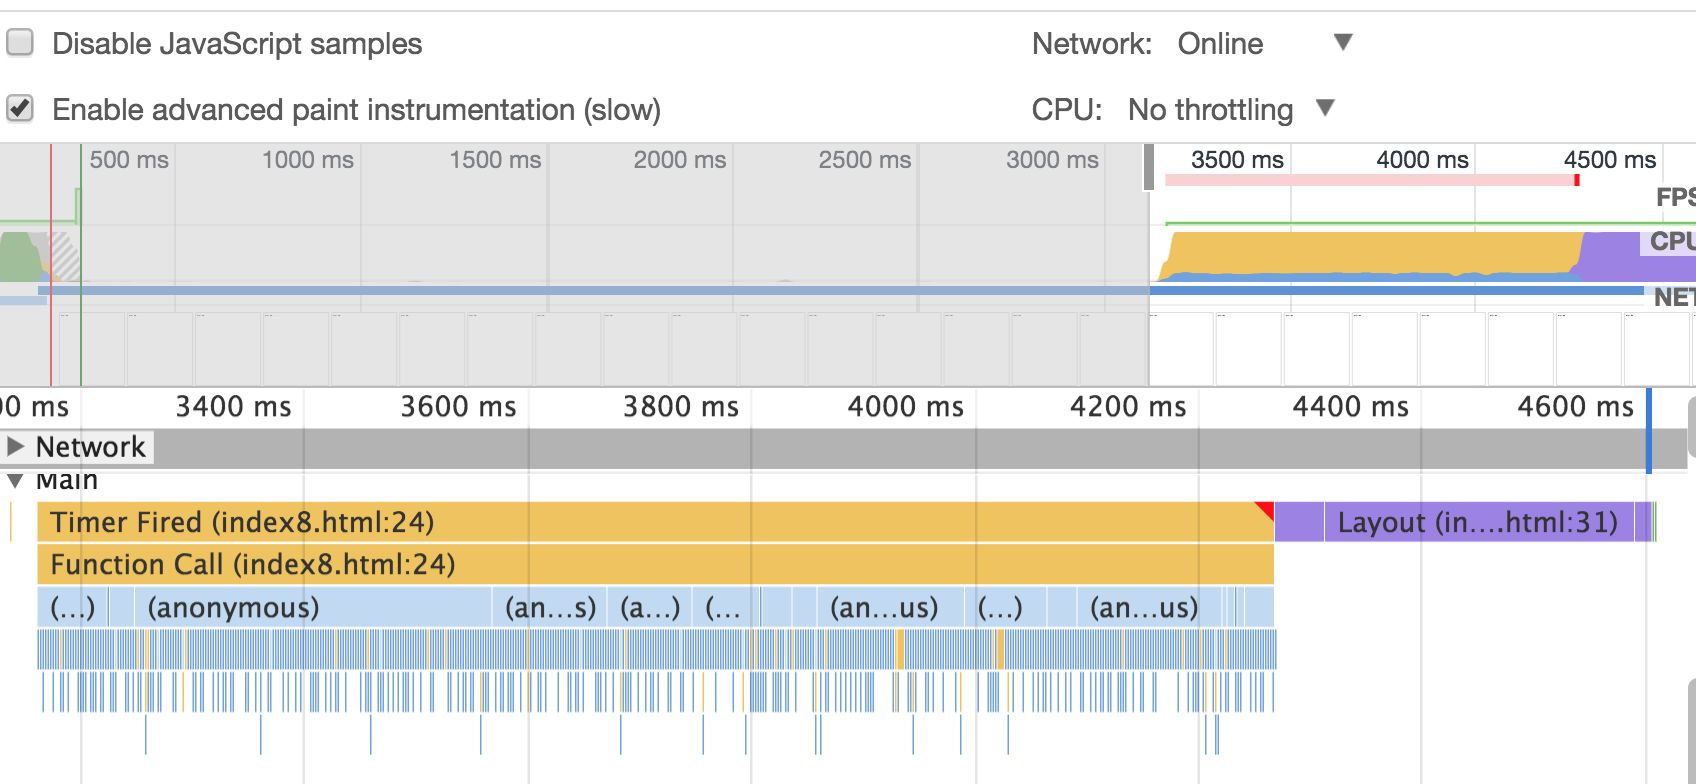 Disable JavaScript samples Network: Online
Enable advanced paint instrumentation (slow) CPU: No throttling
500 ms 1000 ms 1500 ms 2000 ms 2500 ms 3000 ms 3500 ms 4000 ms 4500 ms
FPS
CPU
NET
00 ms 3400 ms 3600 ms 3800 ms 4000 ms 4200 ms 4400 ms 4600 ms
Network
Main
Timer Fired (index8.html:24) Layout (in....html:31)
Function Call (index8.html:24)
(...) (anonymous) (an...s) (a...) (... (an...us) (...) (an...us)